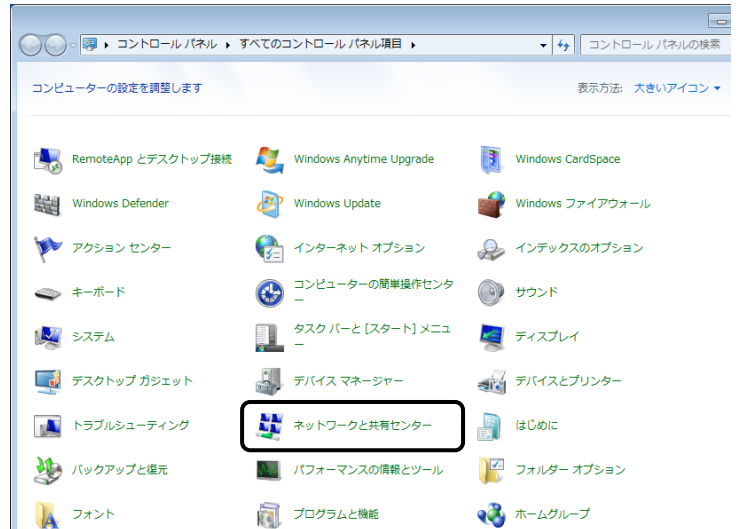 コントロール パネル ▸ すべてのコントロール パネル項目 ▸ コントロール パネルの検索
コンピューターの設定を調整します 表示方法: 大きいアイコン
RemoteApp とデスクトップ接続 Windows Anytime Upgrade Windows CardSpace
Windows Defender Windows Update Windows ファイアウォール
アクション センター インターネット オプション インデックスのオプション
キーボード コンピューターの簡単操作センタ
ー サウンド
システム タスク バーと [スタート] メニュ
ー ディスプレイ
デスクトップ ガジェット デバイス マネージャー デバイスとプリンター
トラブルシューティング ネットワークと共有センター はじめに
バックアップと復元 パフォーマンスの情報とツール フォルダー オプション
フォント プログラムと機能 ホームグループ